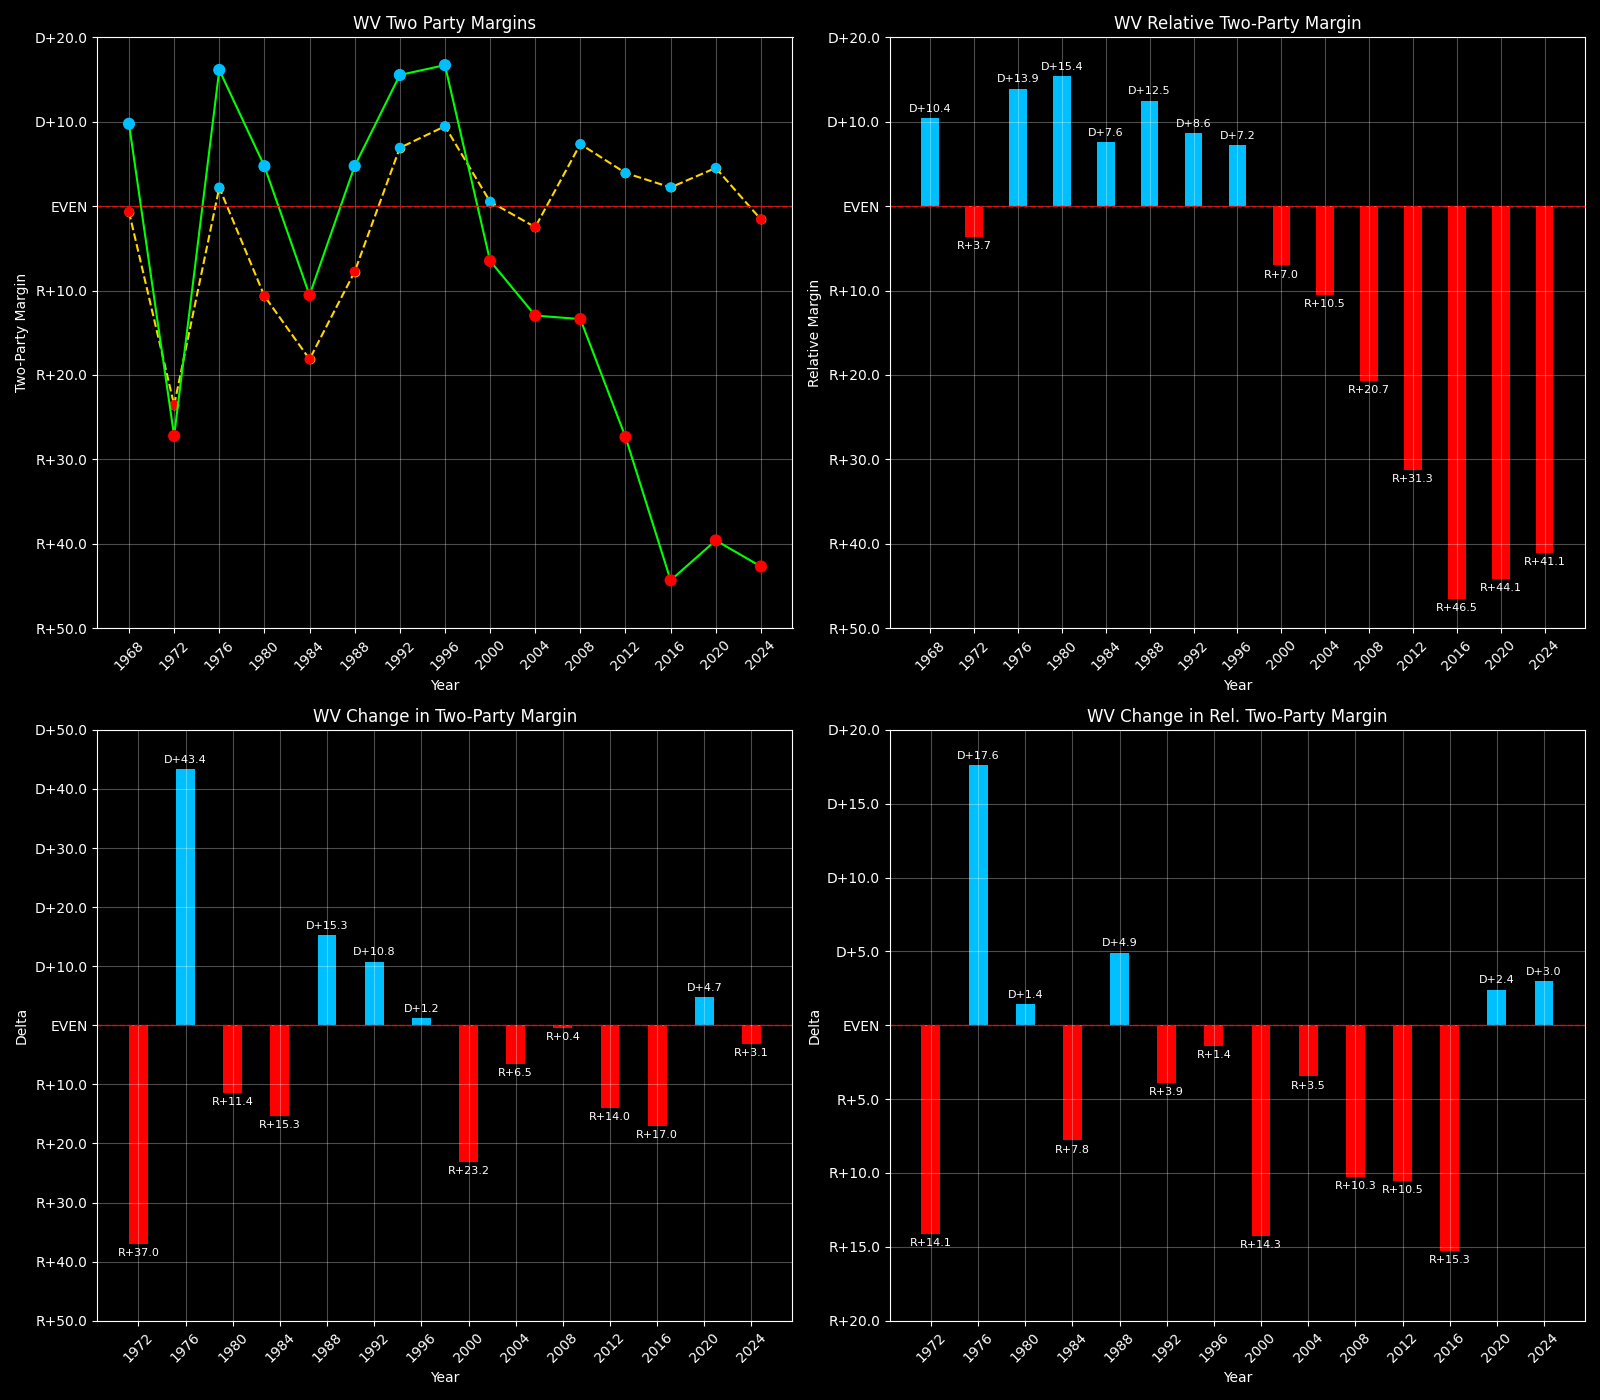 WV Two Party Margins
D+20.0
D+10.0
EVEN
R+10.0
R+20.0
R+30.0
R+40.0
R+50.0
Two-Party Margin
1968 1972 1976 1980 1984 1988 1992 1996 2000 2004 2008 2012 2016 2020 2024
Year
WV Relative Two-Party Margin
D+20.0
D+10.0
EVEN
R+10.0
R+20.0
R+30.0
R+40.0
R+50.0
Relative Margin
D+10.4
R+3.7
D+13.9
D+15.4
D+7.6
D+12.5
D+8.6
D+7.2
R+7.0
R+10.5
R+20.7
R+31.3
R+46.5
R+44.1
R+41.1
1968 1972 1976 1980 1984 1988 1992 1996 2000 2004 2008 2012 2016 2020 2024
Year
WV Change in Two-Party Margin
D+50.0
D+40.0
D+30.0
D+20.0
D+10.0
EVEN
R+10.0
R+20.0
R+30.0
R+40.0
R+50.0
Delta
R+37.0
D+43.4
R+11.4
R+15.3
D+15.3
D+10.8
D+1.2
R+23.2
R+6.5
R+0.4
R+14.0
R+17.0
D+4.7
R+3.1
1972 1976 1980 1984 1988 1992 1996 2000 2004 2008 2012 2016 2020 2024
Year
WV Change in Rel. Two-Party Margin
D+20.0
D+15.0
D+10.0
D+5.0
EVEN
R+5.0
R+10.0
R+15.0
R+20.0
Delta
R+14.1
D+17.6
D+1.4
R+7.8
D+4.9
R+3.9
R+1.4
R+14.3
R+3.5
R+10.3
R+10.5
R+15.3
D+2.4
D+3.0
1972 1976 1980 1984 1988 1992 1996 2000 2004 2008 2012 2016 2020 2024
Year